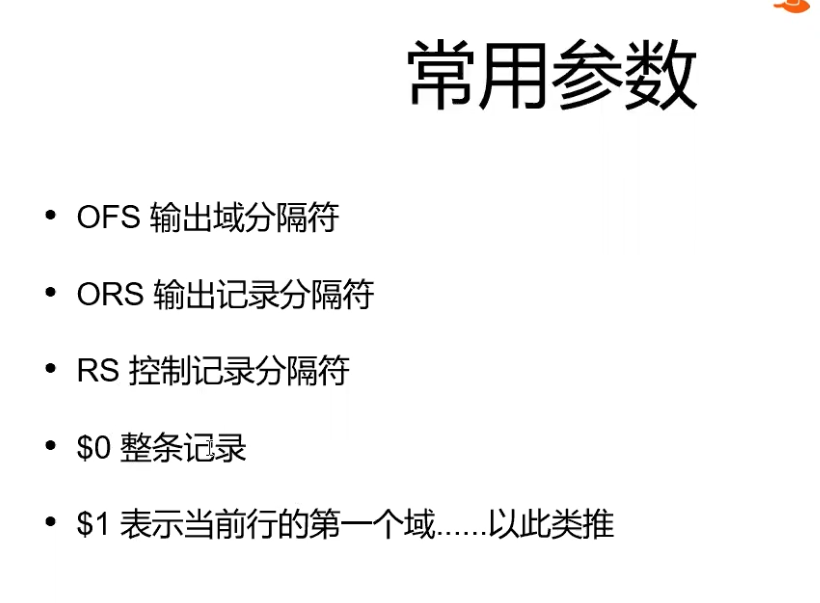 常用参数
• OFS 输出域分隔符
• ORS 输出记录分隔符
• RS 控制记录分隔符
• $0 整条记录
• $1 表示当前行的第一个域......以此类推